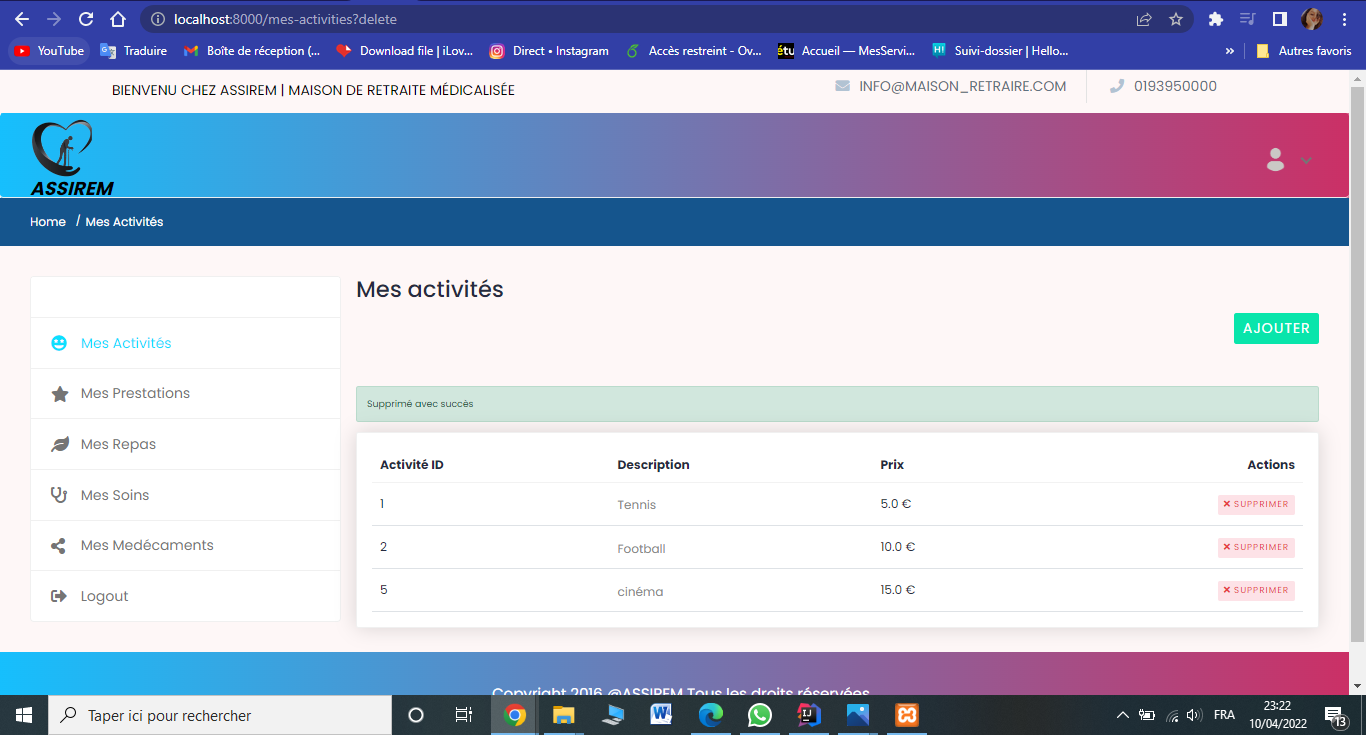 localhost:8000/mes-activities?delete
YouTube Traduire Boîte de réception (... Download file | iLov... Direct • Instagram Accès restreint - Ov... étu Accueil — MesServi... H! Suivi-dossier | Hello... » Autres favoris
BIENVENU CHEZ ASSIREM | MAISON DE RETRAITE MÉDICALISÉE INFO@MAISON_RETRAIRE.COM 0193950000
ASSIREM
Home / Mes Activités
Mes activités
AJOUTER
Mes Activités
Mes Prestations
Mes Repas
Mes Soins
Mes Medécaments
Logout
Supprimé avec succès
Activité ID Description Prix Actions
1 Tennis 5.0 € × SUPPRIMER
2 Football 10.0 € × SUPPRIMER
5 cinéma 15.0 € × SUPPRIMER
Copyright 2016 @ASSIREM Tous les droits réservées
Taper ici pour rechercher
FRA
23:22
10/04/2022
13